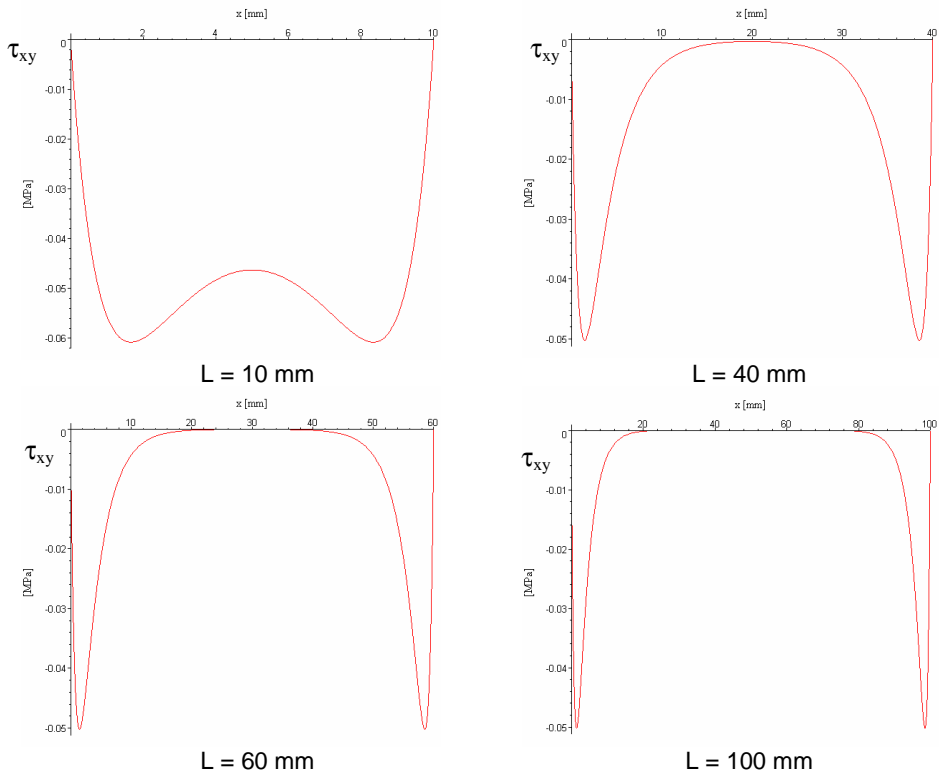 x [mm]
2 4 6 8 10
0
τxy
-0.01
-0.02
-0.03
[MPa]
-0.04
-0.05
-0.06
L = 10 mm
x [mm]
10 20 30 40
0
τxy
-0.01
-0.02
[MPa]
-0.03
-0.04
-0.05
L = 40 mm
x [mm]
10 20 30 40 50 60
0
τxy
-0.01
-0.02
[MPa]
-0.03
-0.04
-0.05
L = 60 mm
x [mm]
20 40 60 80 100
0
τxy
-0.01
-0.02
[MPa]
-0.03
-0.04
-0.05
L = 100 mm